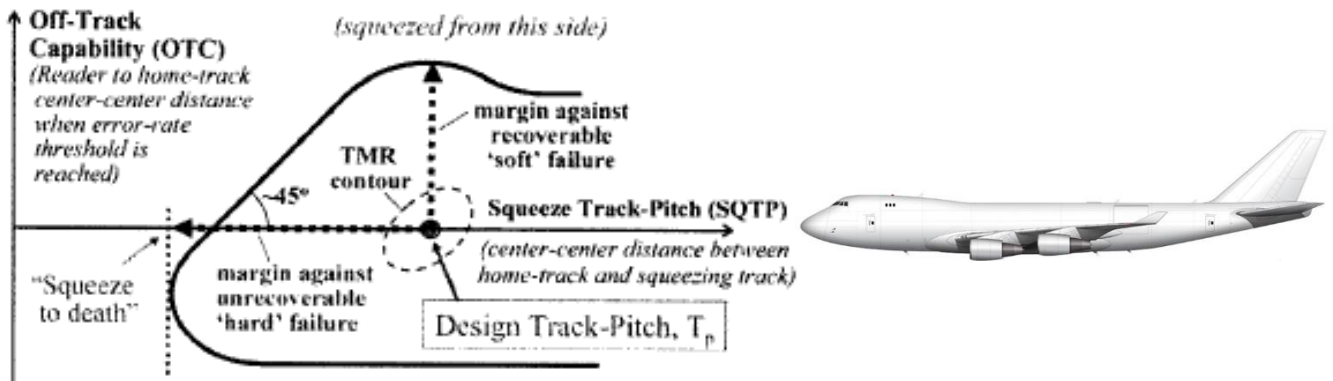 Off-Track
Capability (OTC)
(Reader to home-track
center-center distance
when error-rate
threshold is
reached)
(squeezed from this side)
margin against
recoverable
'soft' failure
TMR
contour
~45°
Squeeze Track-Pitch (SQTP)
(center-center distance between
home-track and squeezing track)
"Squeeze
to death"
margin against
unrecoverable
'hard' failure
Design Track-Pitch, Tp